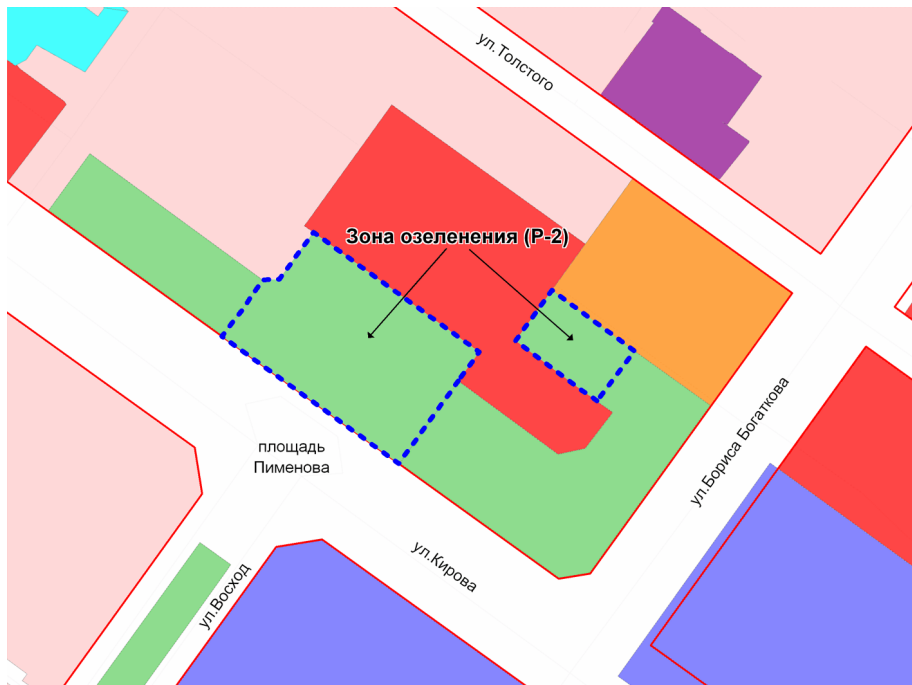 ул.Толстого
Зона озеленения (Р-2)
ул.Бориса Богаткова
площадь
Пименова
ул.Кирова
ул.Восход